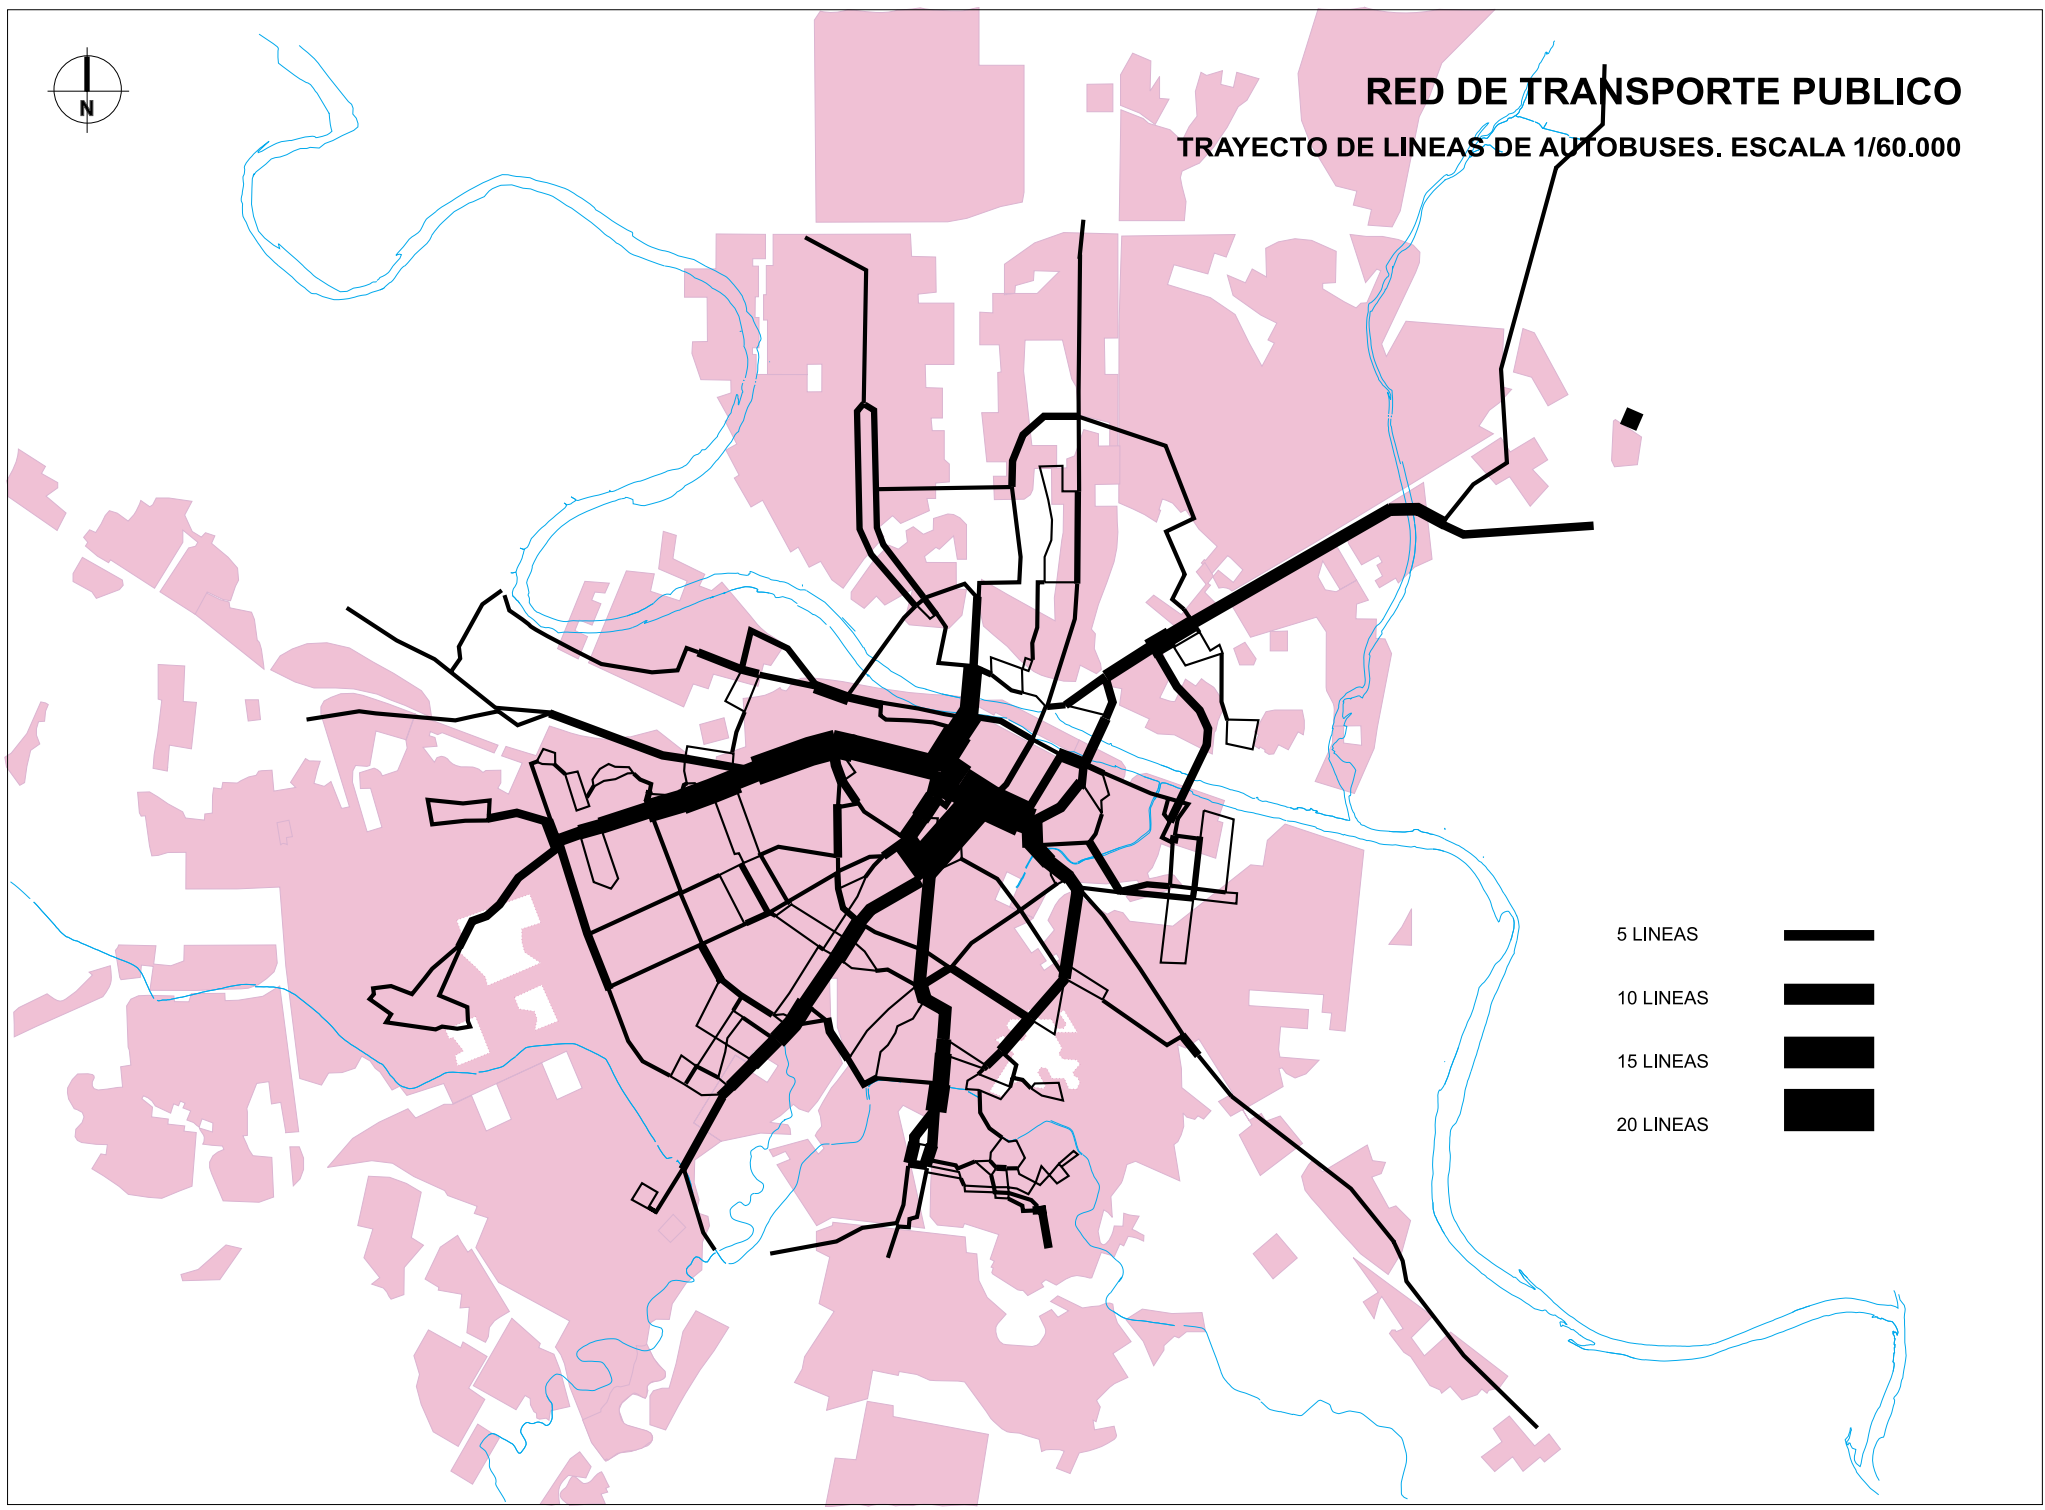 N
RED DE TRANSPORTE PUBLICO
TRAYECTO DE LINEAS DE AUTOBUSES. ESCALA 1/60.000
5 LINEAS
10 LINEAS
15 LINEAS
20 LINEAS